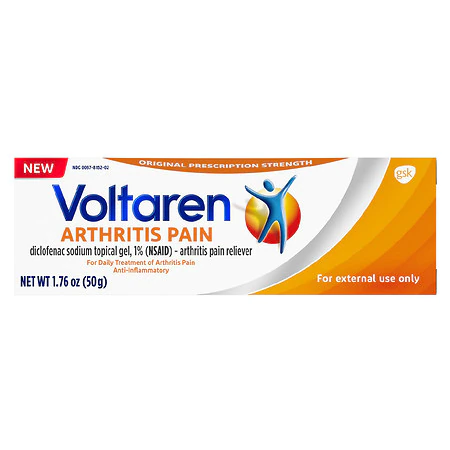 NEW
NDC 0067-8152-02
ORIGINAL PRESCRIPTION STRENGTH
gsk
Voltaren
ARTHRITIS PAIN
diclofenac sodium topical gel, 1% (NSAID) - arthritis pain reliever
For Daily Treatment of Arthritis Pain
Anti-inflammatory
NET WT 1.76 oz (50g)
For external use only